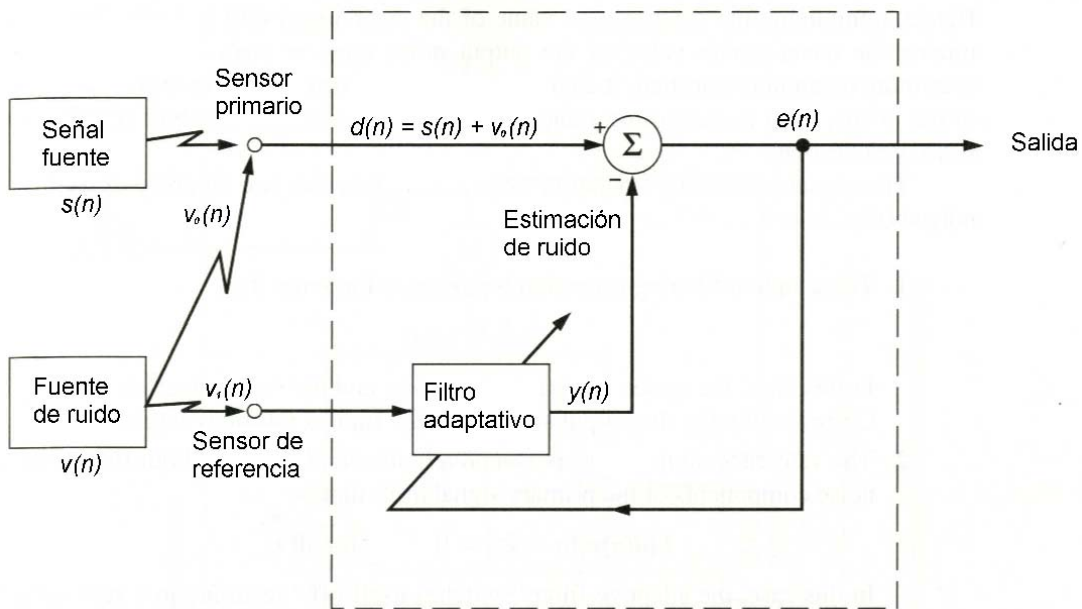 Señal
fuente
s(n)
Sensor
primario
d(n) = s(n) + v₀(n)
+
Σ
−
e(n)
Salida
v₀(n)
Estimación
de ruido
Fuente
de ruido
v(n)
v₁(n)
Sensor de
referencia
Filtro
adaptativo
y(n)